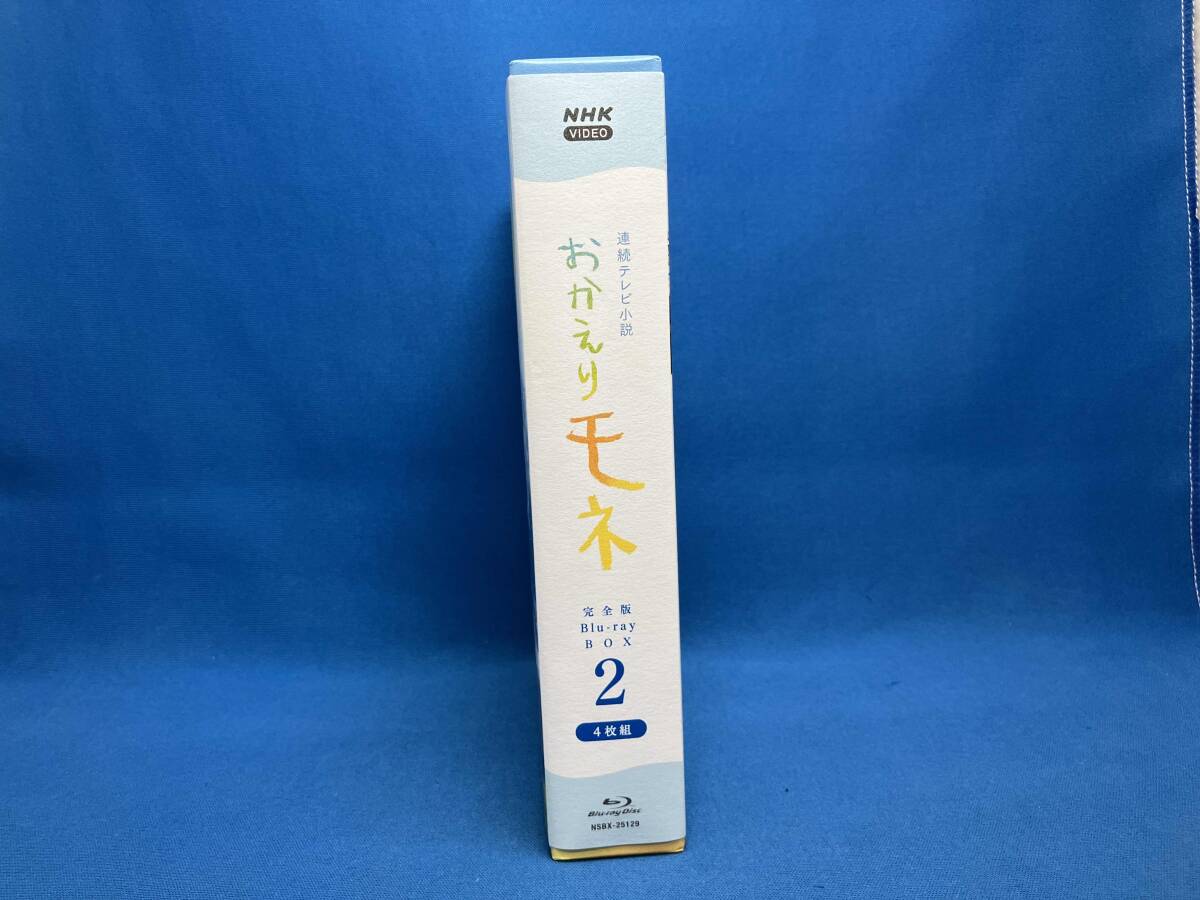 NHK
VIDEO
連続テレビ小説
おかえりモネ
完全版
Blu-ray
BOX
2
4枚組
Blu-ray Disc
NSBX-25129